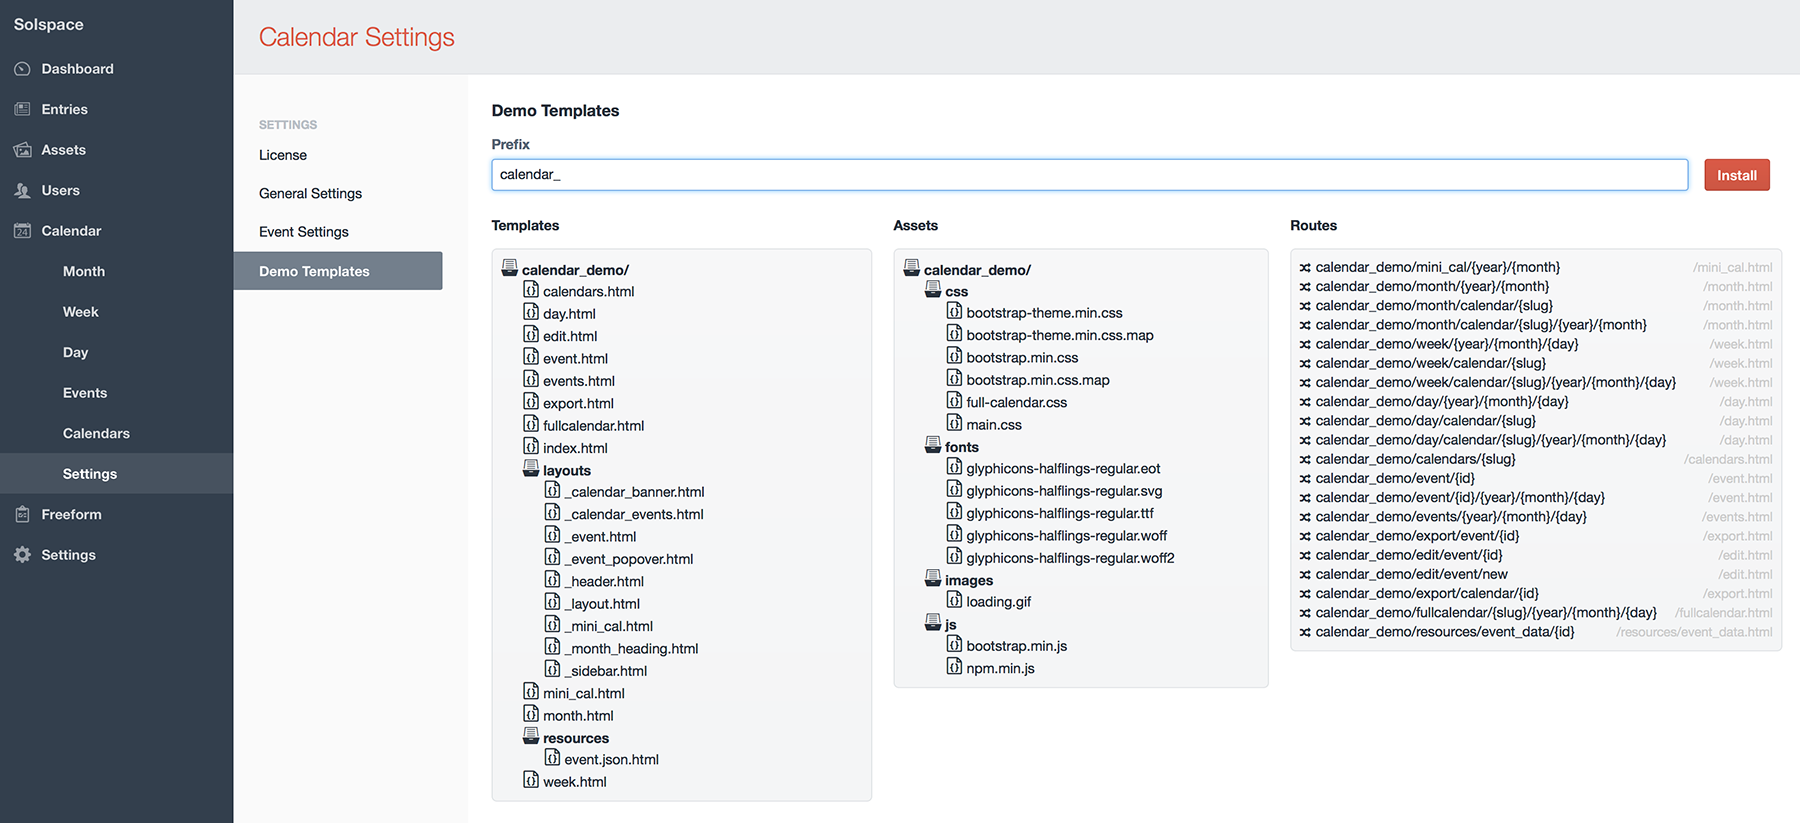 Solspace
Dashboard
Entries
Assets
Users
Calendar
Month
Week
Day
Events
Calendars
Settings
Freeform
Settings
Calendar Settings
SETTINGS
License
General Settings
Event Settings
Demo Templates
Demo Templates
Prefix
calendar_
Install
Templates
calendar_demo/
calendars.html
day.html
edit.html
event.html
events.html
export.html
fullcalendar.html
index.html
layouts
_calendar_banner.html
_calendar_events.html
_event.html
_event_popover.html
_header.html
_layout.html
_mini_cal.html
_month_heading.html
_sidebar.html
mini_cal.html
month.html
resources
event.json.html
week.html
Assets
calendar_demo/
css
bootstrap-theme.min.css
bootstrap-theme.min.css.map
bootstrap.min.css
bootstrap.min.css.map
full-calendar.css
main.css
fonts
glyphicons-halflings-regular.eot
glyphicons-halflings-regular.svg
glyphicons-halflings-regular.ttf
glyphicons-halflings-regular.woff
glyphicons-halflings-regular.woff2
images
loading.gif
js
bootstrap.min.js
npm.min.js
Routes
calendar_demo/mini_cal/{year}/{month} /mini_cal.html
calendar_demo/month/{year}/{month} /month.html
calendar_demo/month/calendar/{slug} /month.html
calendar_demo/month/calendar/{slug}/{year}/{month} /month.html
calendar_demo/week/{year}/{month}/{day} /week.html
calendar_demo/week/calendar/{slug} /week.html
calendar_demo/week/calendar/{slug}/{year}/{month}/{day} /week.html
calendar_demo/day/{year}/{month}/{day} /day.html
calendar_demo/day/calendar/{slug} /day.html
calendar_demo/day/calendar/{slug}/{year}/{month}/{day} /day.html
calendar_demo/calendars/{slug} /calendars.html
calendar_demo/event/{id} /event.html
calendar_demo/event/{id}/{year}/{month}/{day} /event.html
calendar_demo/events/{year}/{month}/{day} /events.html
calendar_demo/export/event/{id} /export.html
calendar_demo/edit/event/{id} /edit.html
calendar_demo/edit/event/new /edit.html
calendar_demo/export/calendar/{id} /export.html
calendar_demo/fullcalendar/{slug}/{year}/{month}/{day} /fullcalendar.html
calendar_demo/resources/event_data/{id} /resources/event_data.html